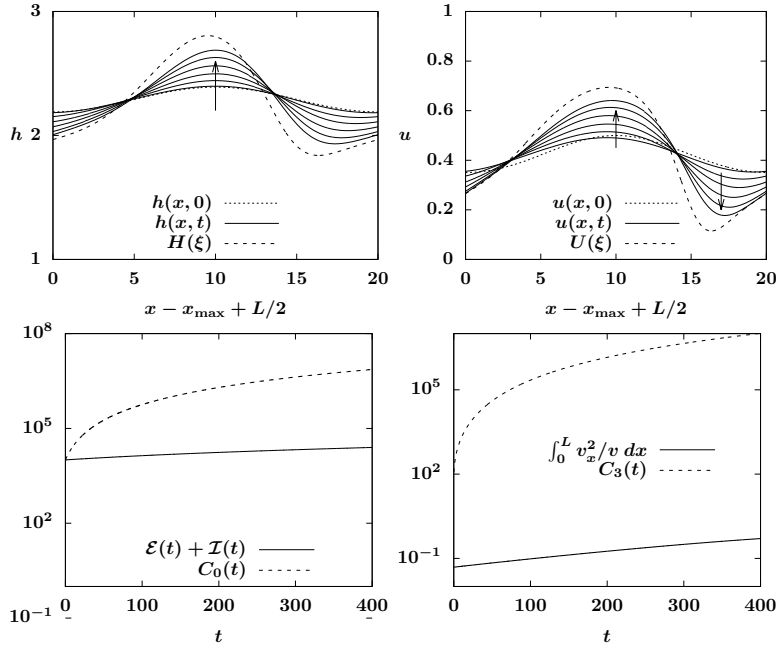 3
2
1
h
h(x, 0)
h(x, t)
H(ξ)
0 5 10 15 20
x − x_max + L/2
1
0.8
0.6
0.4
0.2
0
u
u(x, 0)
u(x, t)
U(ξ)
0 5 10 15 20
x − x_max + L/2
10^8
10^5
10^2
10^−1
ℰ(t) + ℐ(t)
C_0(t)
0 100 200 300 400
t
10^7
10^5
10^2
10^−1
∫_0^L v_x^2/v dx
C_3(t)
0 100 200 300 400
t